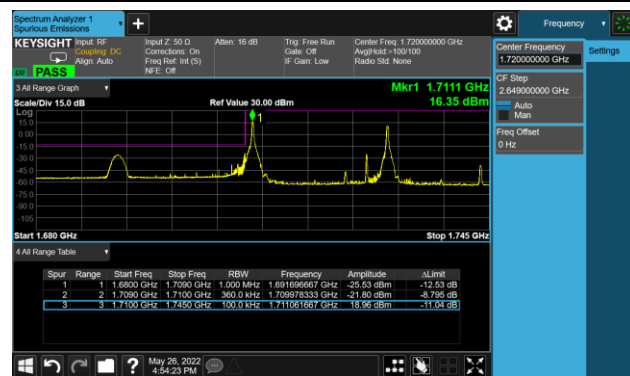 Spectrum Analyzer 1
Spurious Emissions
Frequency
KEYSIGHT Input: RF Input Z: 50 Ω Atten: 16 dB Trig: Free Run Center Freq: 1.720000000 GHz
Coupling: DC Corrections: On Gate: Off Avg|Hold:>100/100
Align: Auto Freq Ref: Int (S) IF Gain: Low Radio Std: None
NFE: Off
PASS
Center Frequency
1.720000000 GHz
Settings
CF Step
2.649000000 GHz
Auto
Man
Freq Offset
0 Hz
3 All Range Graph
Mkr1 1.7111 GHz
Scale/Div 15.0 dB Ref Value 30.00 dBm 16.35 dBm
Log
15.0
0.00
-15.0
-30.0
-45.0
-60.0
-75.0
-90.0
-105
1
Start 1.680 GHz Stop 1.745 GHz
4 All Range Table
Spur Range Start Freq Stop Freq RBW Frequency Amplitude ΔLimit
1 1 1.6800 GHz 1.7090 GHz 1.000 MHz 1.691696667 GHz -25.53 dBm -12.53 dB
2 2 1.7090 GHz 1.7100 GHz 360.0 kHz 1.709978333 GHz -21.80 dBm -8.795 dB
3 3 1.7100 GHz 1.7450 GHz 100.0 kHz 1.711061667 GHz 18.96 dBm -11.04 dB
May 26, 2022
4:54:23 PM